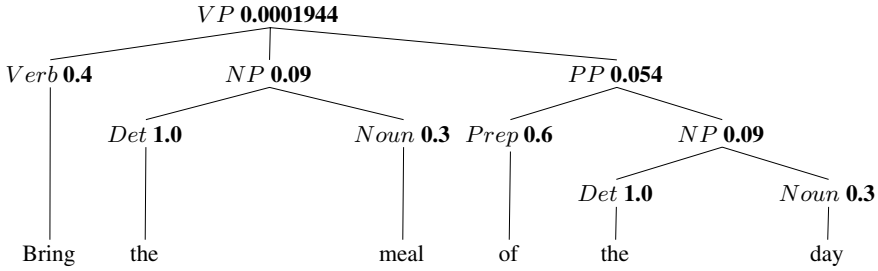 VP 0.0001944
Verb 0.4 NP 0.09 PP 0.054
Det 1.0 Noun 0.3 Prep 0.6 NP 0.09
Det 1.0 Noun 0.3
Bring the meal of the day